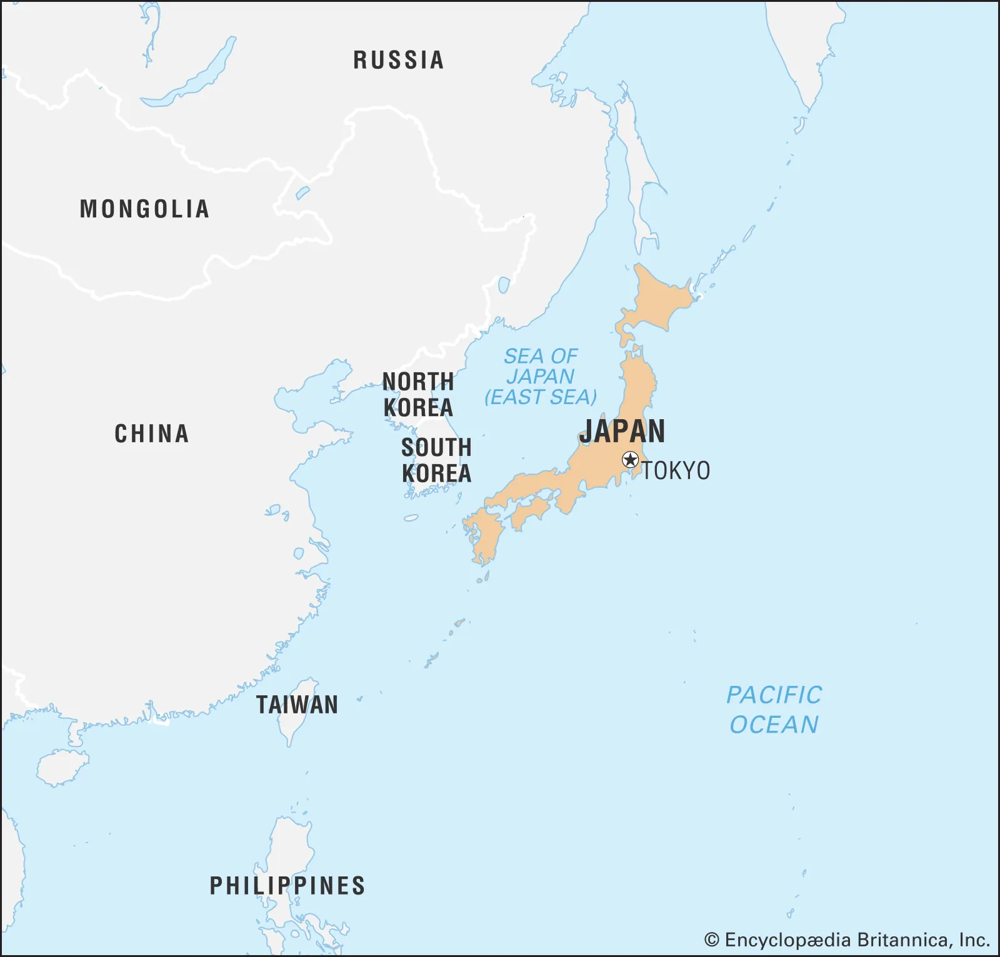 RUSSIA
MONGOLIA
SEA OF
JAPAN
(EAST SEA)
NORTH
KOREA
CHINA
JAPAN
SOUTH
KOREA
TOKYO
PACIFIC
OCEAN
TAIWAN
PHILIPPINES
© Encyclopædia Britannica, Inc.